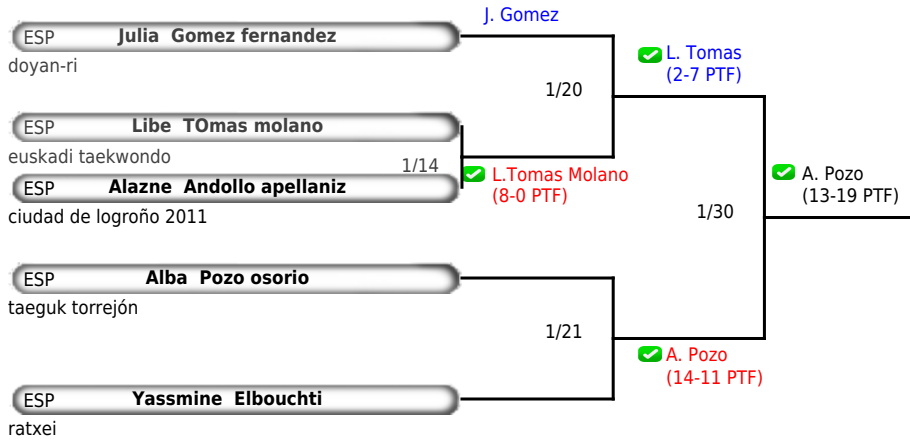 J. Gomez
ESP Julia Gomez fernandez
doyan-ri
L. Tomas
(2-7 PTF)
1/20
ESP Libe TOmas molano
euskadi taekwondo
1/14
L.Tomas Molano
(8-0 PTF)
ESP Alazne Andollo apellaniz
ciudad de logroño 2011
A. Pozo
(13-19 PTF)
1/30
ESP Alba Pozo osorio
taeguk torrejón
1/21
A. Pozo
(14-11 PTF)
ESP Yassmine Elbouchti
ratxei